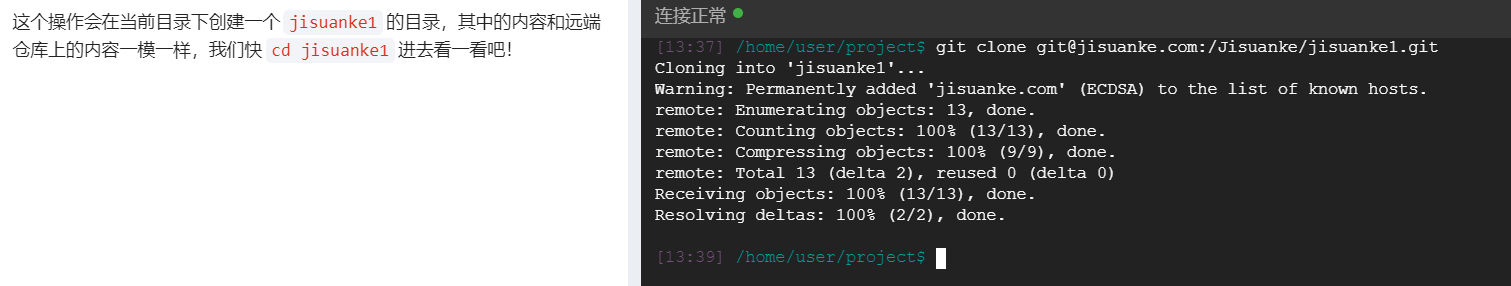 这个操作会在当前目录下创建一个 jisuanke1 的目录，其中的内容和远端
仓库上的内容一模一样，我们快 cd jisuanke1 进去看一看吧！
连接正常
[13:37] /home/user/project$ git clone git@jisuanke.com:/Jisuanke/jisuanke1.git
Cloning into 'jisuanke1'...
Warning: Permanently added 'jisuanke.com' (ECDSA) to the list of known hosts.
remote: Enumerating objects: 13, done.
remote: Counting objects: 100% (13/13), done.
remote: Compressing objects: 100% (9/9), done.
remote: Total 13 (delta 2), reused 0 (delta 0)
Receiving objects: 100% (13/13), done.
Resolving deltas: 100% (2/2), done.
[13:39] /home/user/project$